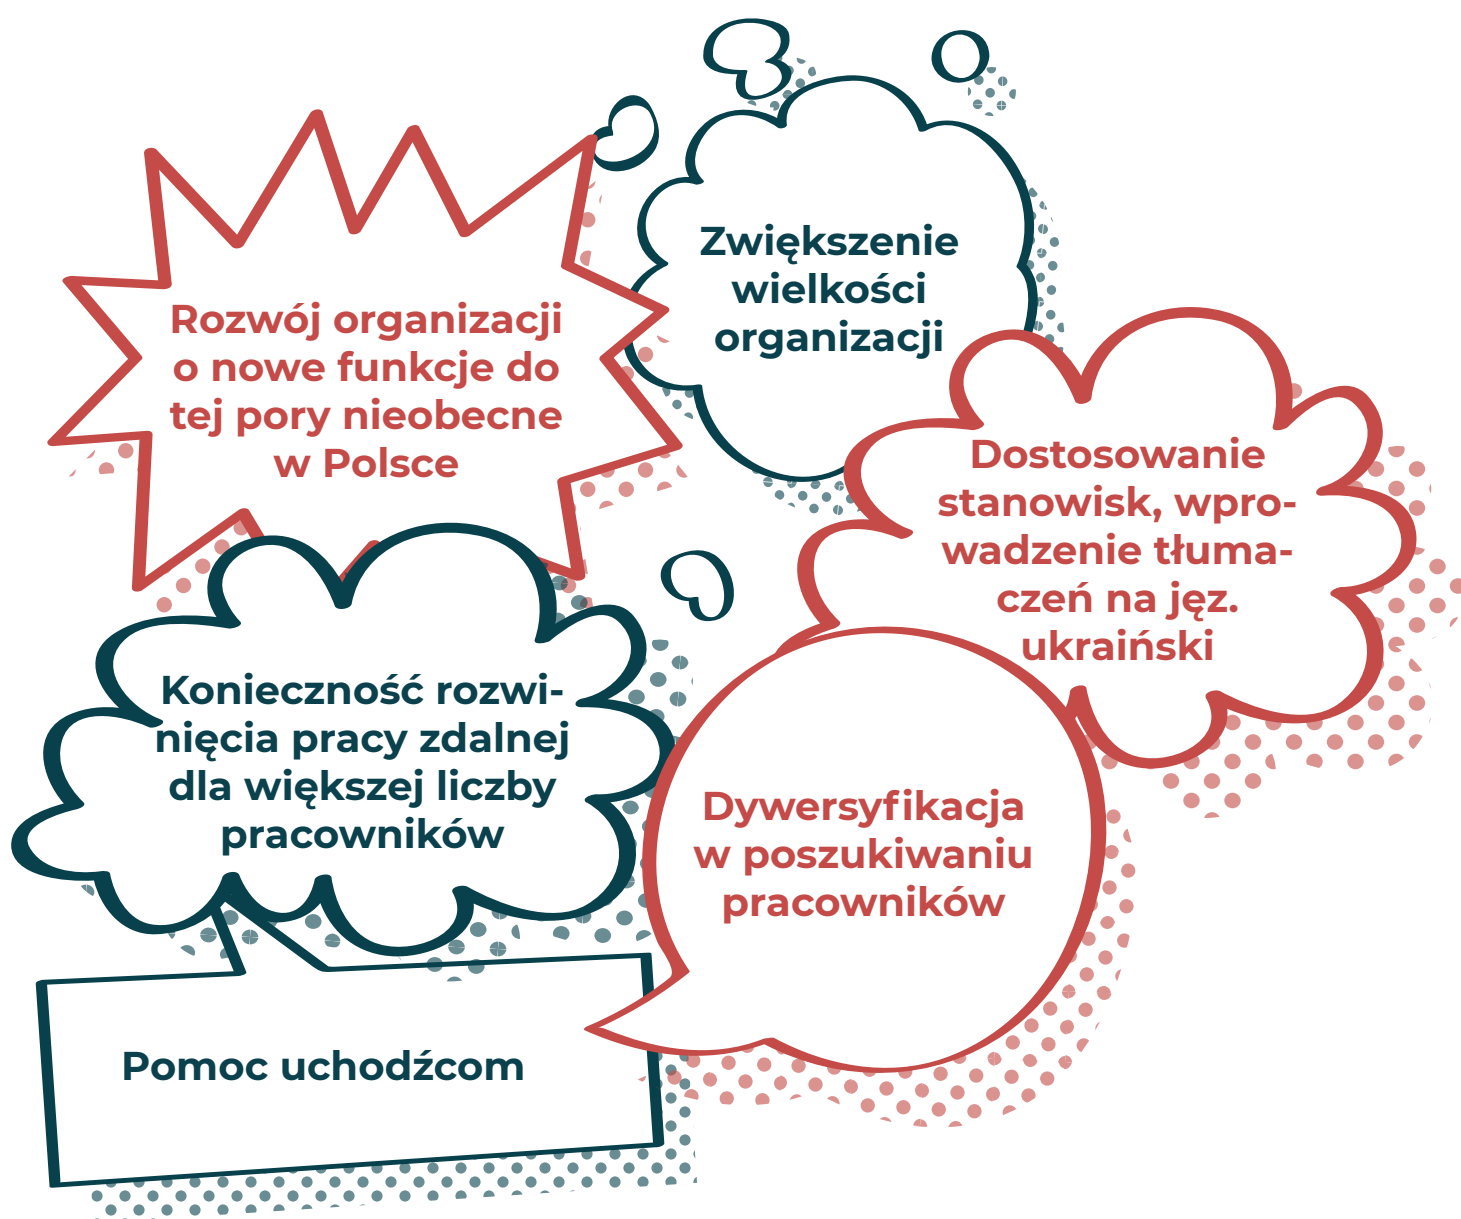 Zwiększenie
wielkości
organizacji
Rozwój organizacji
o nowe funkcje do
tej pory nieobecne
w Polsce
Dostosowanie
stanowisk, wpro-
wadzenie tłuma-
czeń na jęz.
ukraiński
Konieczność rozwi-
nięcia pracy zdalnej
dla większej liczby
pracowników
Dywersyfikacja
w poszukiwaniu
pracowników
Pomoc uchodźcom